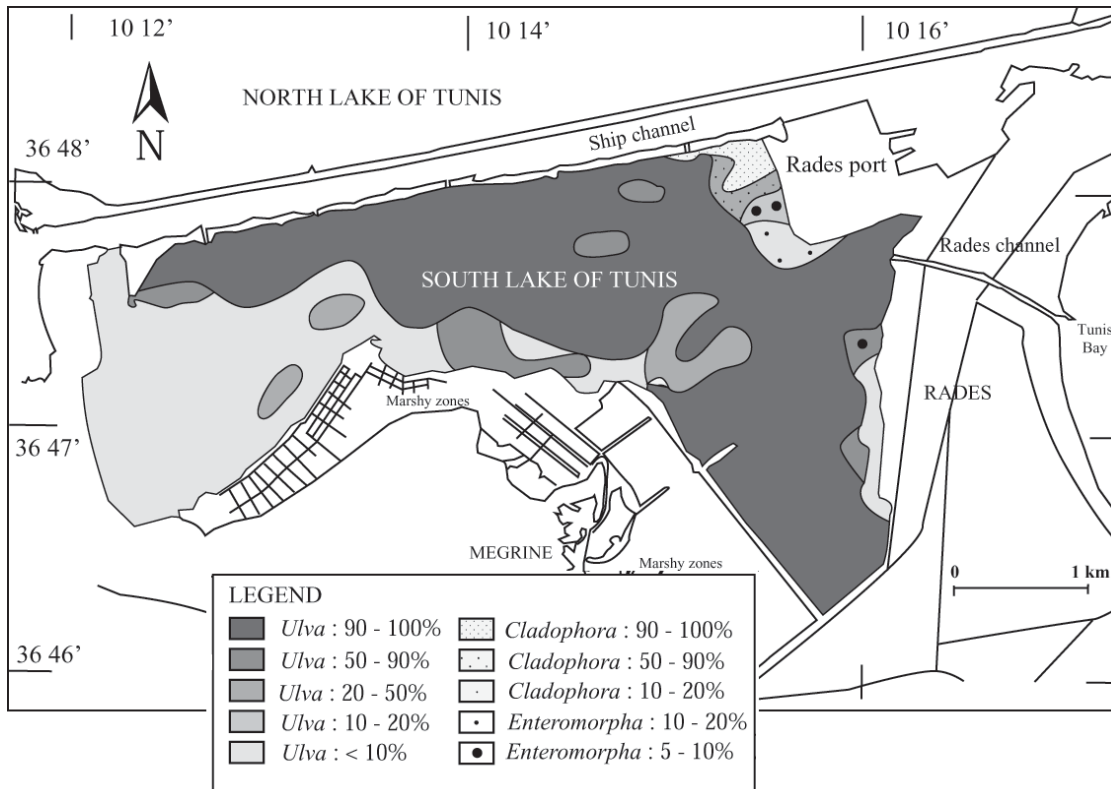 10 12’
10 14’
10 16’
NORTH LAKE OF TUNIS
N
Ship channel
36 48’
Rades port
Rades channel
SOUTH LAKE OF TUNIS
Tunis
Bay
RADES
Marshy zones
36 47’
MEGRINE
Marshy zones
0 1 km
36 46’
LEGEND
Ulva : 90 - 100%
Ulva : 50 - 90%
Ulva : 20 - 50%
Ulva : 10 - 20%
Ulva : < 10%
Cladophora : 90 - 100%
Cladophora : 50 - 90%
Cladophora : 10 - 20%
Enteromorpha : 10 - 20%
Enteromorpha : 5 - 10%